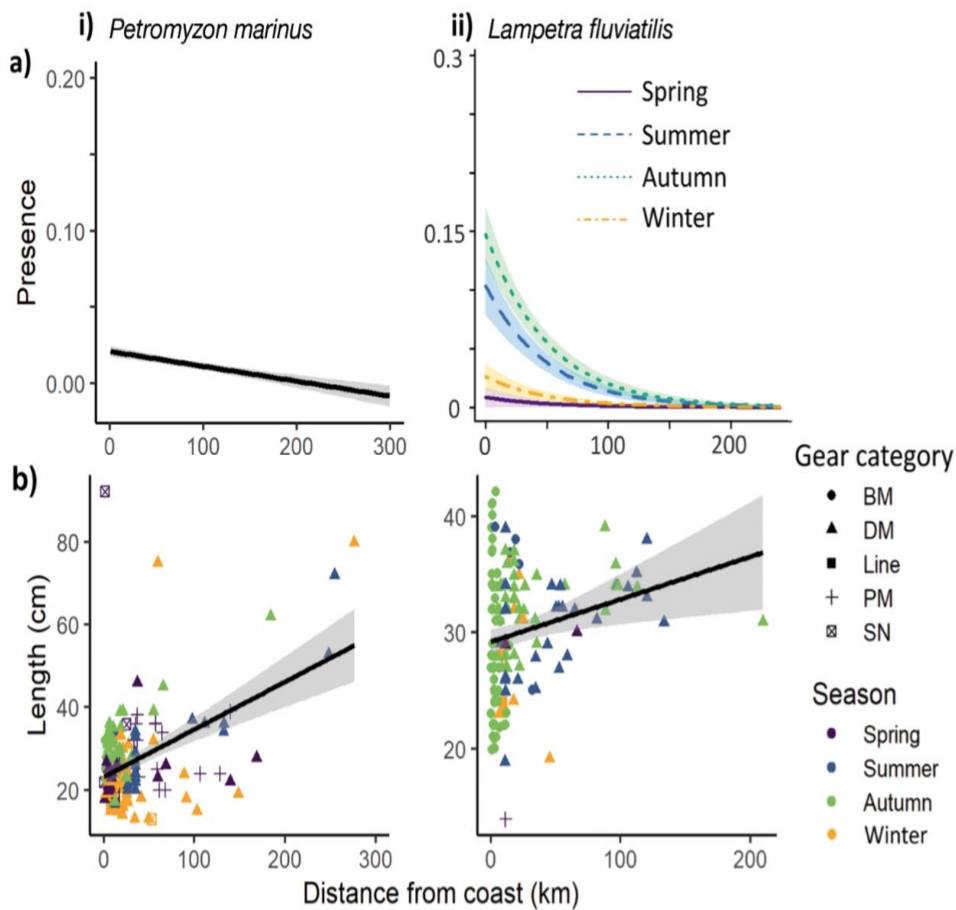 i) Petromyzon marinus
ii) Lampetra fluviatilis
a)
Presence
0.20
0.10
0.00
0
100
200
300
0.3
0.15
0
0
100
200
Spring
Summer
Autumn
Winter
b)
Length (cm)
80
60
40
20
0
100
200
300
40
30
20
0
100
200
Distance from coast (km)
Gear category
BM
DM
Line
PM
SN
Season
Spring
Summer
Autumn
Winter